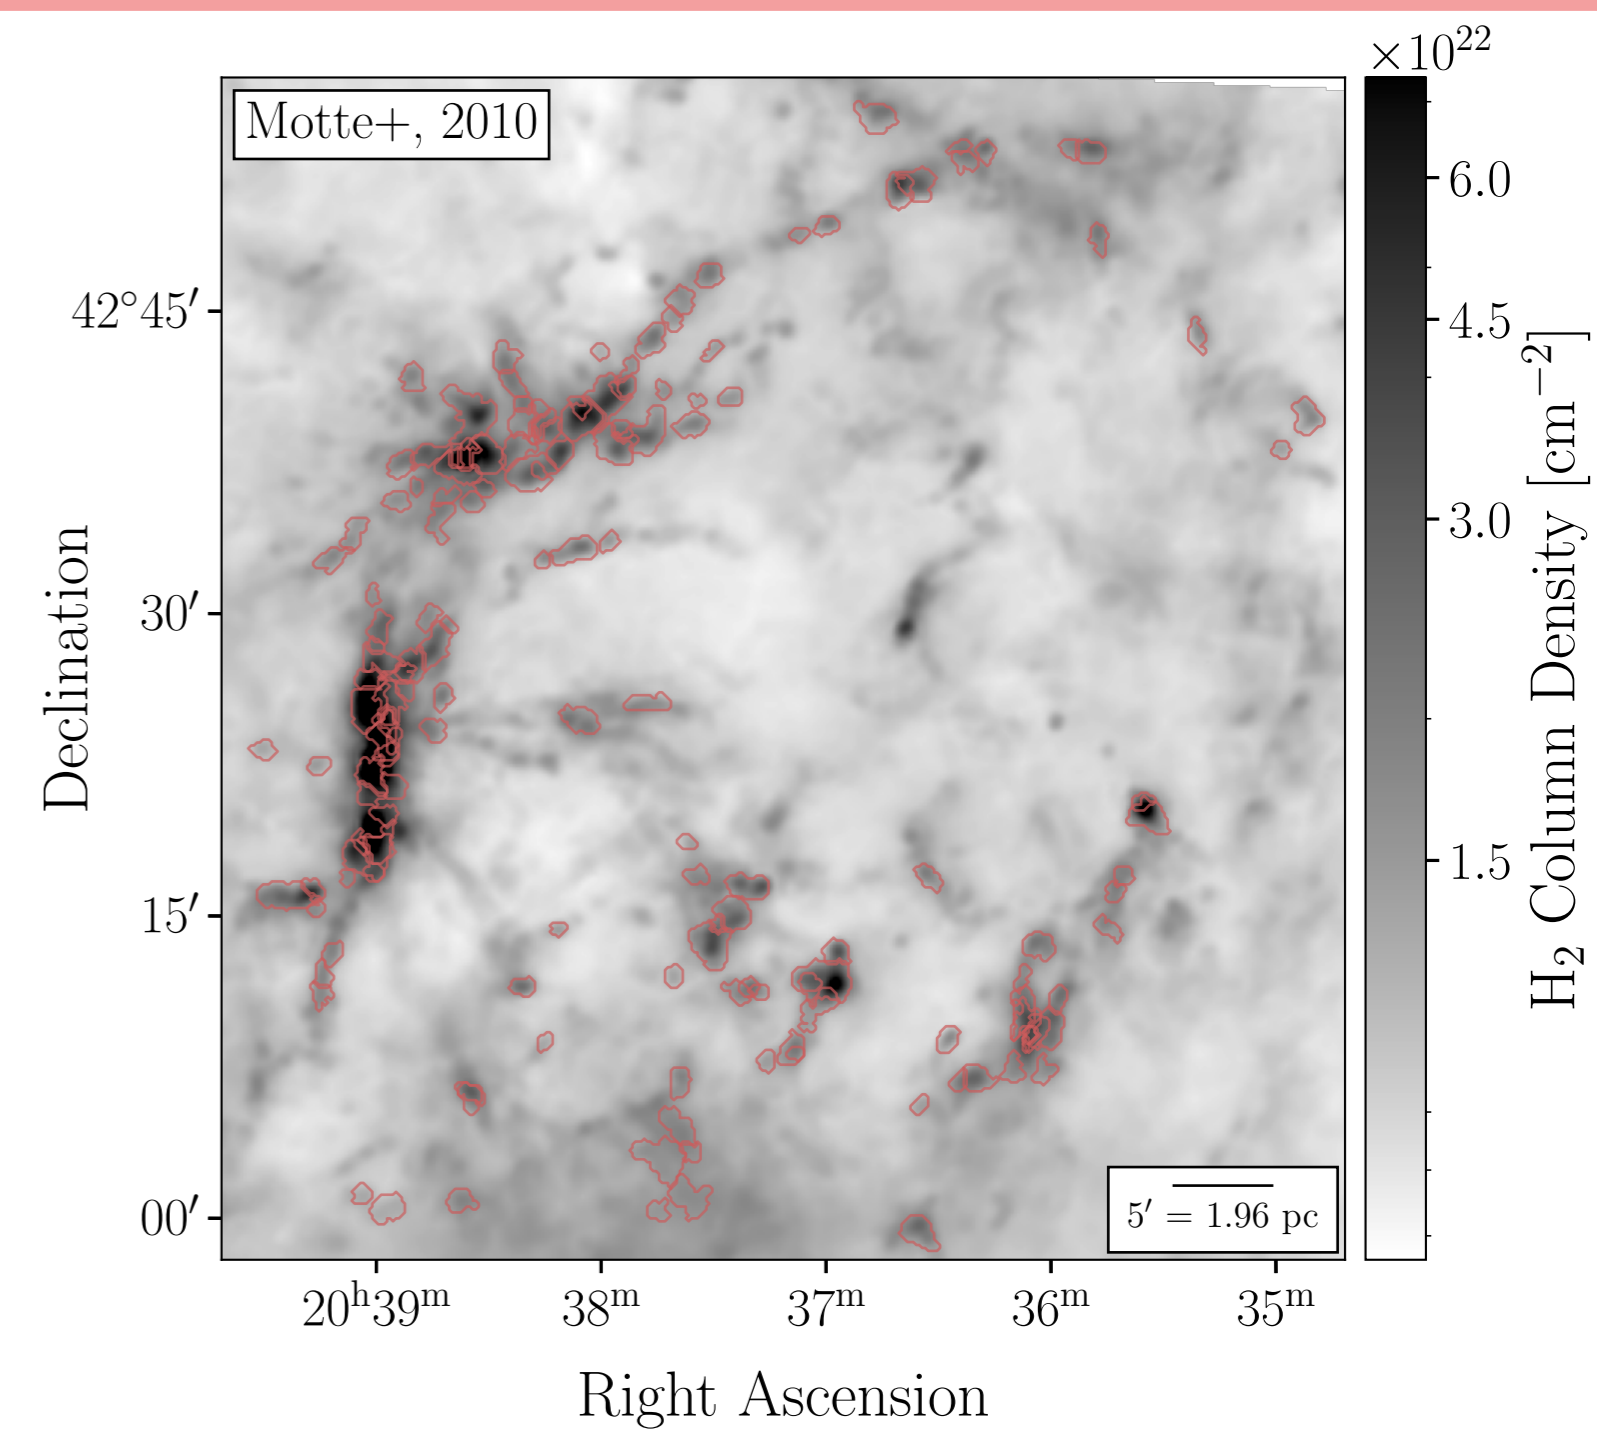 ×10²²
Motte+, 2010
6.0
42°45′
4.5
3.0
30′
Declination
H₂ Column Density [cm⁻²]
1.5
15′
00′
5′ = 1.96 pc
20ʰ39ᵐ
38ᵐ
37ᵐ
36ᵐ
35ᵐ
Right Ascension